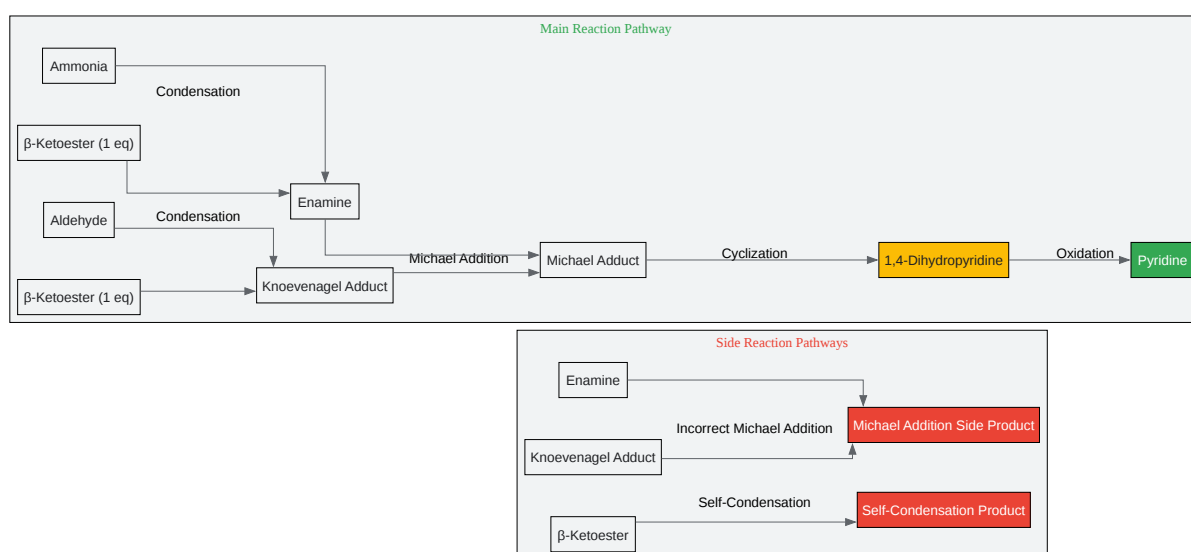 Main Reaction Pathway
Ammonia
Condensation
β-Ketoester (1 eq)
Enamine
Aldehyde
Condensation
Michael Addition
Michael Adduct
Cyclization
1,4-Dihydropyridine
Oxidation
Pyridine
Knoevenagel Adduct
β-Ketoester (1 eq)
Side Reaction Pathways
Enamine
Michael Addition Side Product
Incorrect Michael Addition
Knoevenagel Adduct
Self-Condensation
Self-Condensation Product
β-Ketoester